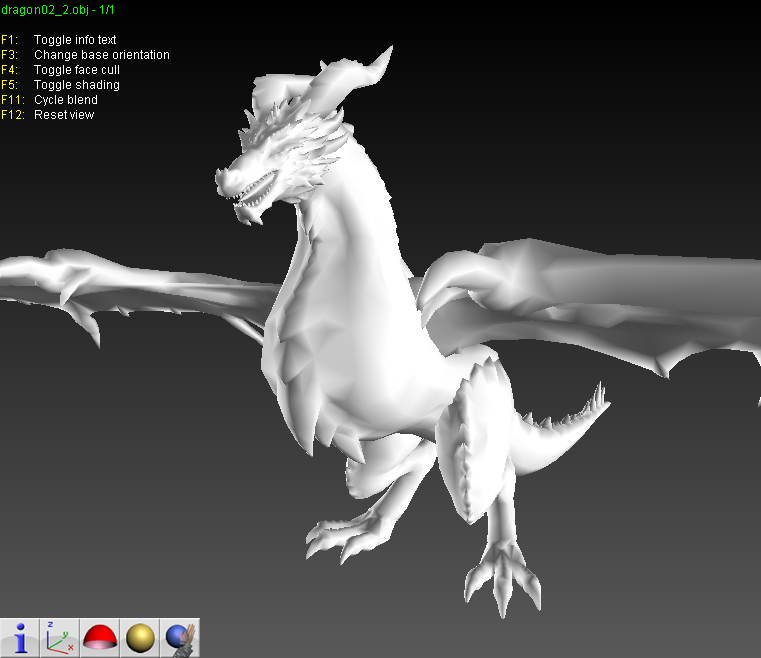 dragon02_2.obj - 1/1
F1: Toggle info text
F3: Change base orientation
F4: Toggle face cull
F5: Toggle shading
F11: Cycle blend
F12: Reset view
i z y x